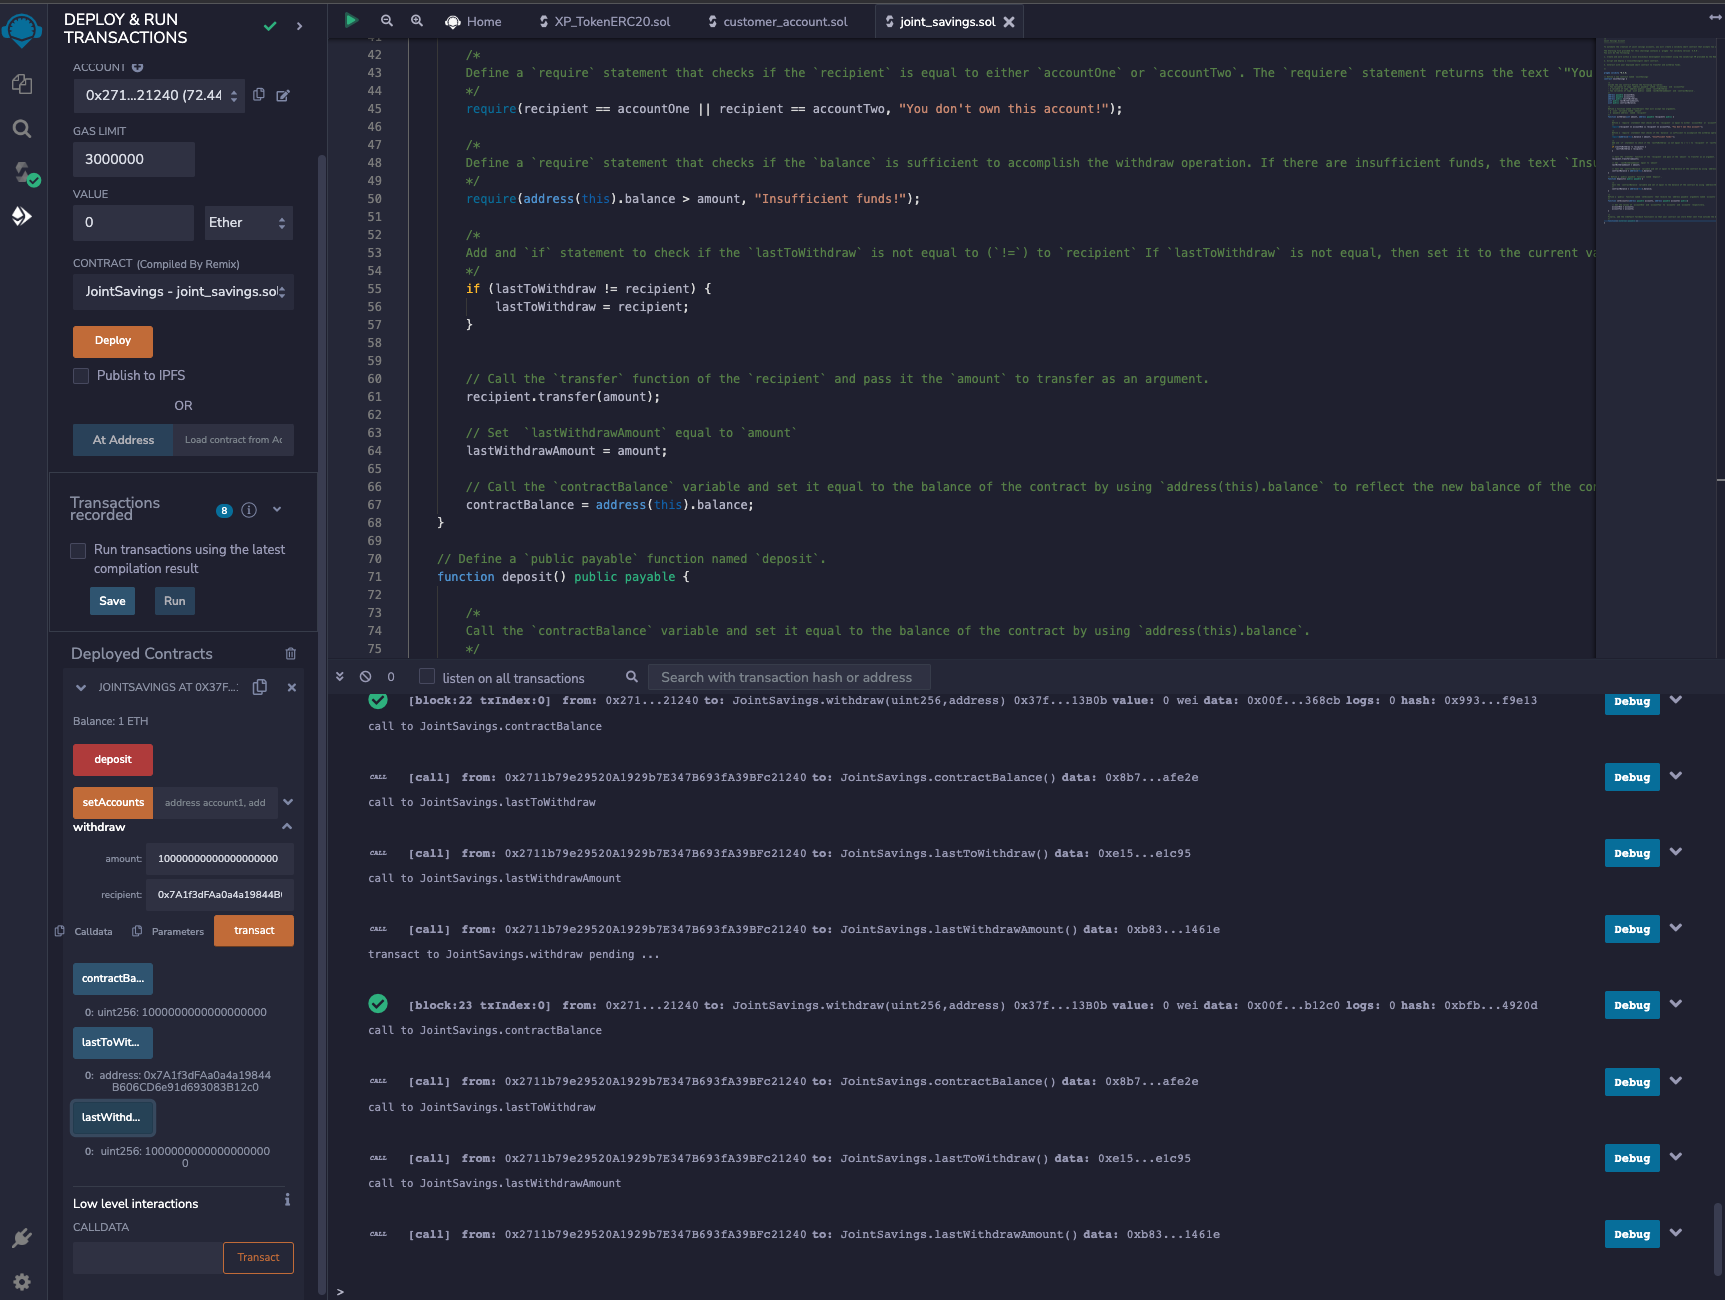 DEPLOY & RUN
TRANSACTIONS
ACCOUNT
0x271...21240 (72.44
GAS LIMIT
3000000
VALUE
0
Ether
CONTRACT (Compiled By Remix)
JointSavings - joint_savings.sol
Deploy
Publish to IPFS
OR
At Address
Load contract from Ac
Transactions
recorded
8
Run transactions using the latest
compilation result
Save
Run
Deployed Contracts
JOINTSAVINGS AT 0X37F...
Balance: 1 ETH
deposit
setAccounts
address account1, add
withdraw
amount: 10000000000000000000
recipient: 0x7A1f3dFAa0a4a19844B
Calldata
Parameters
transact
contractBa...
0: uint256: 1000000000000000000
lastToWit...
0: address: 0x7A1f3dFAa0a4a19844
B606CD6e91d693083B12c0
lastWithd...
0: uint256: 1000000000000000000
0
Low level interactions
CALLDATA
Transact
Home
XP_TokenERC20.sol
customer_account.sol
joint_savings.sol
41
42 /*
43 Define a `require` statement that checks if the `recipient` is equal to either `accountOne` or `accountTwo`. The `requiere` statement returns the text `"You
44 */
45 require(recipient == accountOne || recipient == accountTwo, "You don't own this account!");
46
47 /*
48 Define a `require` statement that checks if the `balance` is sufficient to accomplish the withdraw operation. If there are insufficient funds, the text `Ins
49 */
50 require(address(this).balance > amount, "Insufficient funds!");
51
52 /*
53 Add and `if` statement to check if the `lastToWithdraw` is not equal to (`!=`) to `recipient` If `lastToWithdraw` is not equal, then set it to the current va
54 */
55 if (lastToWithdraw != recipient) {
56 lastToWithdraw = recipient;
57 }
58
59
60 // Call the `transfer` function of the `recipient` and pass it the `amount` to transfer as an argument.
61 recipient.transfer(amount);
62
63 // Set  `lastWithdrawAmount` equal to `amount`
64 lastWithdrawAmount = amount;
65
66 // Call the `contractBalance` variable and set it equal to the balance of the contract by using `address(this).balance` to reflect the new balance of the con
67 contractBalance = address(this).balance;
68 }
69
70 // Define a `public payable` function named `deposit`.
71 function deposit() public payable {
72
73 /*
74 Call the `contractBalance` variable and set it equal to the balance of the contract by using `address(this).balance`.
75 */
0
listen on all transactions
Search with transaction hash or address
[block:22 txIndex:0] from: 0x271...21240 to: JointSavings.withdraw(uint256,address) 0x37f...13B0b value: 0 wei data: 0x00f...368cb logs: 0 hash: 0x993...f9e13 Debug
call to JointSavings.contractBalance
CALL [call] from: 0x2711b79e29520A1929b7E347B693fA39BFc21240 to: JointSavings.contractBalance() data: 0x8b7...afe2e Debug
call to JointSavings.lastToWithdraw
CALL [call] from: 0x2711b79e29520A1929b7E347B693fA39BFc21240 to: JointSavings.lastToWithdraw() data: 0xe15...e1c95 Debug
call to JointSavings.lastWithdrawAmount
CALL [call] from: 0x2711b79e29520A1929b7E347B693fA39BFc21240 to: JointSavings.lastWithdrawAmount() data: 0xb83...1461e Debug
transact to JointSavings.withdraw pending ...
[block:23 txIndex:0] from: 0x271...21240 to: JointSavings.withdraw(uint256,address) 0x37f...13B0b value: 0 wei data: 0x00f...b12c0 logs: 0 hash: 0xbfb...4920d Debug
call to JointSavings.contractBalance
CALL [call] from: 0x2711b79e29520A1929b7E347B693fA39BFc21240 to: JointSavings.contractBalance() data: 0x8b7...afe2e Debug
call to JointSavings.lastToWithdraw
CALL [call] from: 0x2711b79e29520A1929b7E347B693fA39BFc21240 to: JointSavings.lastToWithdraw() data: 0xe15...e1c95 Debug
call to JointSavings.lastWithdrawAmount
CALL [call] from: 0x2711b79e29520A1929b7E347B693fA39BFc21240 to: JointSavings.lastWithdrawAmount() data: 0xb83...1461e Debug
>